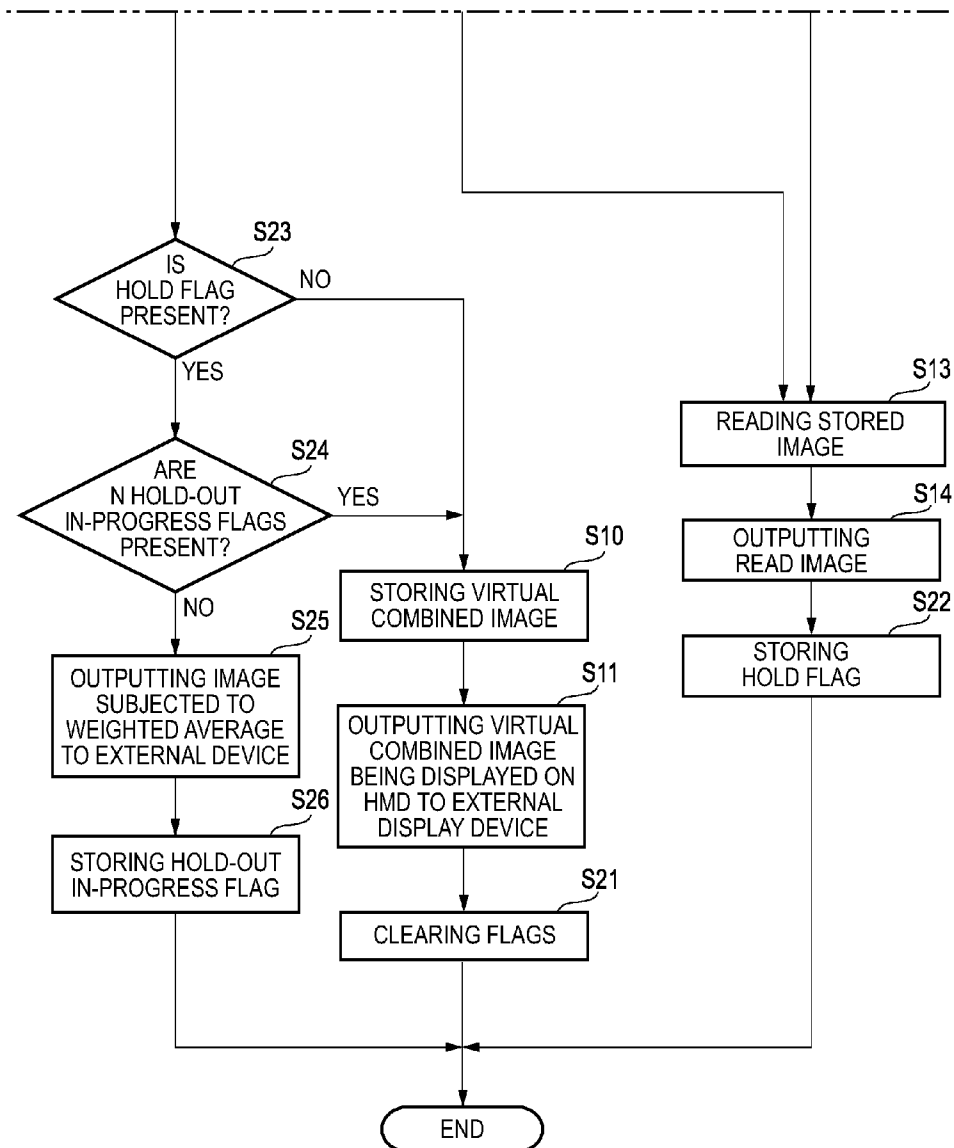 S23
IS
HOLD FLAG
PRESENT?
NO
YES
S24
ARE
N HOLD-OUT
IN-PROGRESS FLAGS
PRESENT?
YES
NO
S25
OUTPUTTING IMAGE
SUBJECTED TO
WEIGHTED AVERAGE
TO EXTERNAL DEVICE
S26
STORING HOLD-OUT
IN-PROGRESS FLAG
S10
STORING VIRTUAL
COMBINED IMAGE
S11
OUTPUTTING VIRTUAL
COMBINED IMAGE
BEING DISPLAYED ON
HMD TO EXTERNAL
DISPLAY DEVICE
S21
CLEARING FLAGS
S13
READING STORED
IMAGE
S14
OUTPUTTING
READ IMAGE
S22
STORING
HOLD FLAG
END